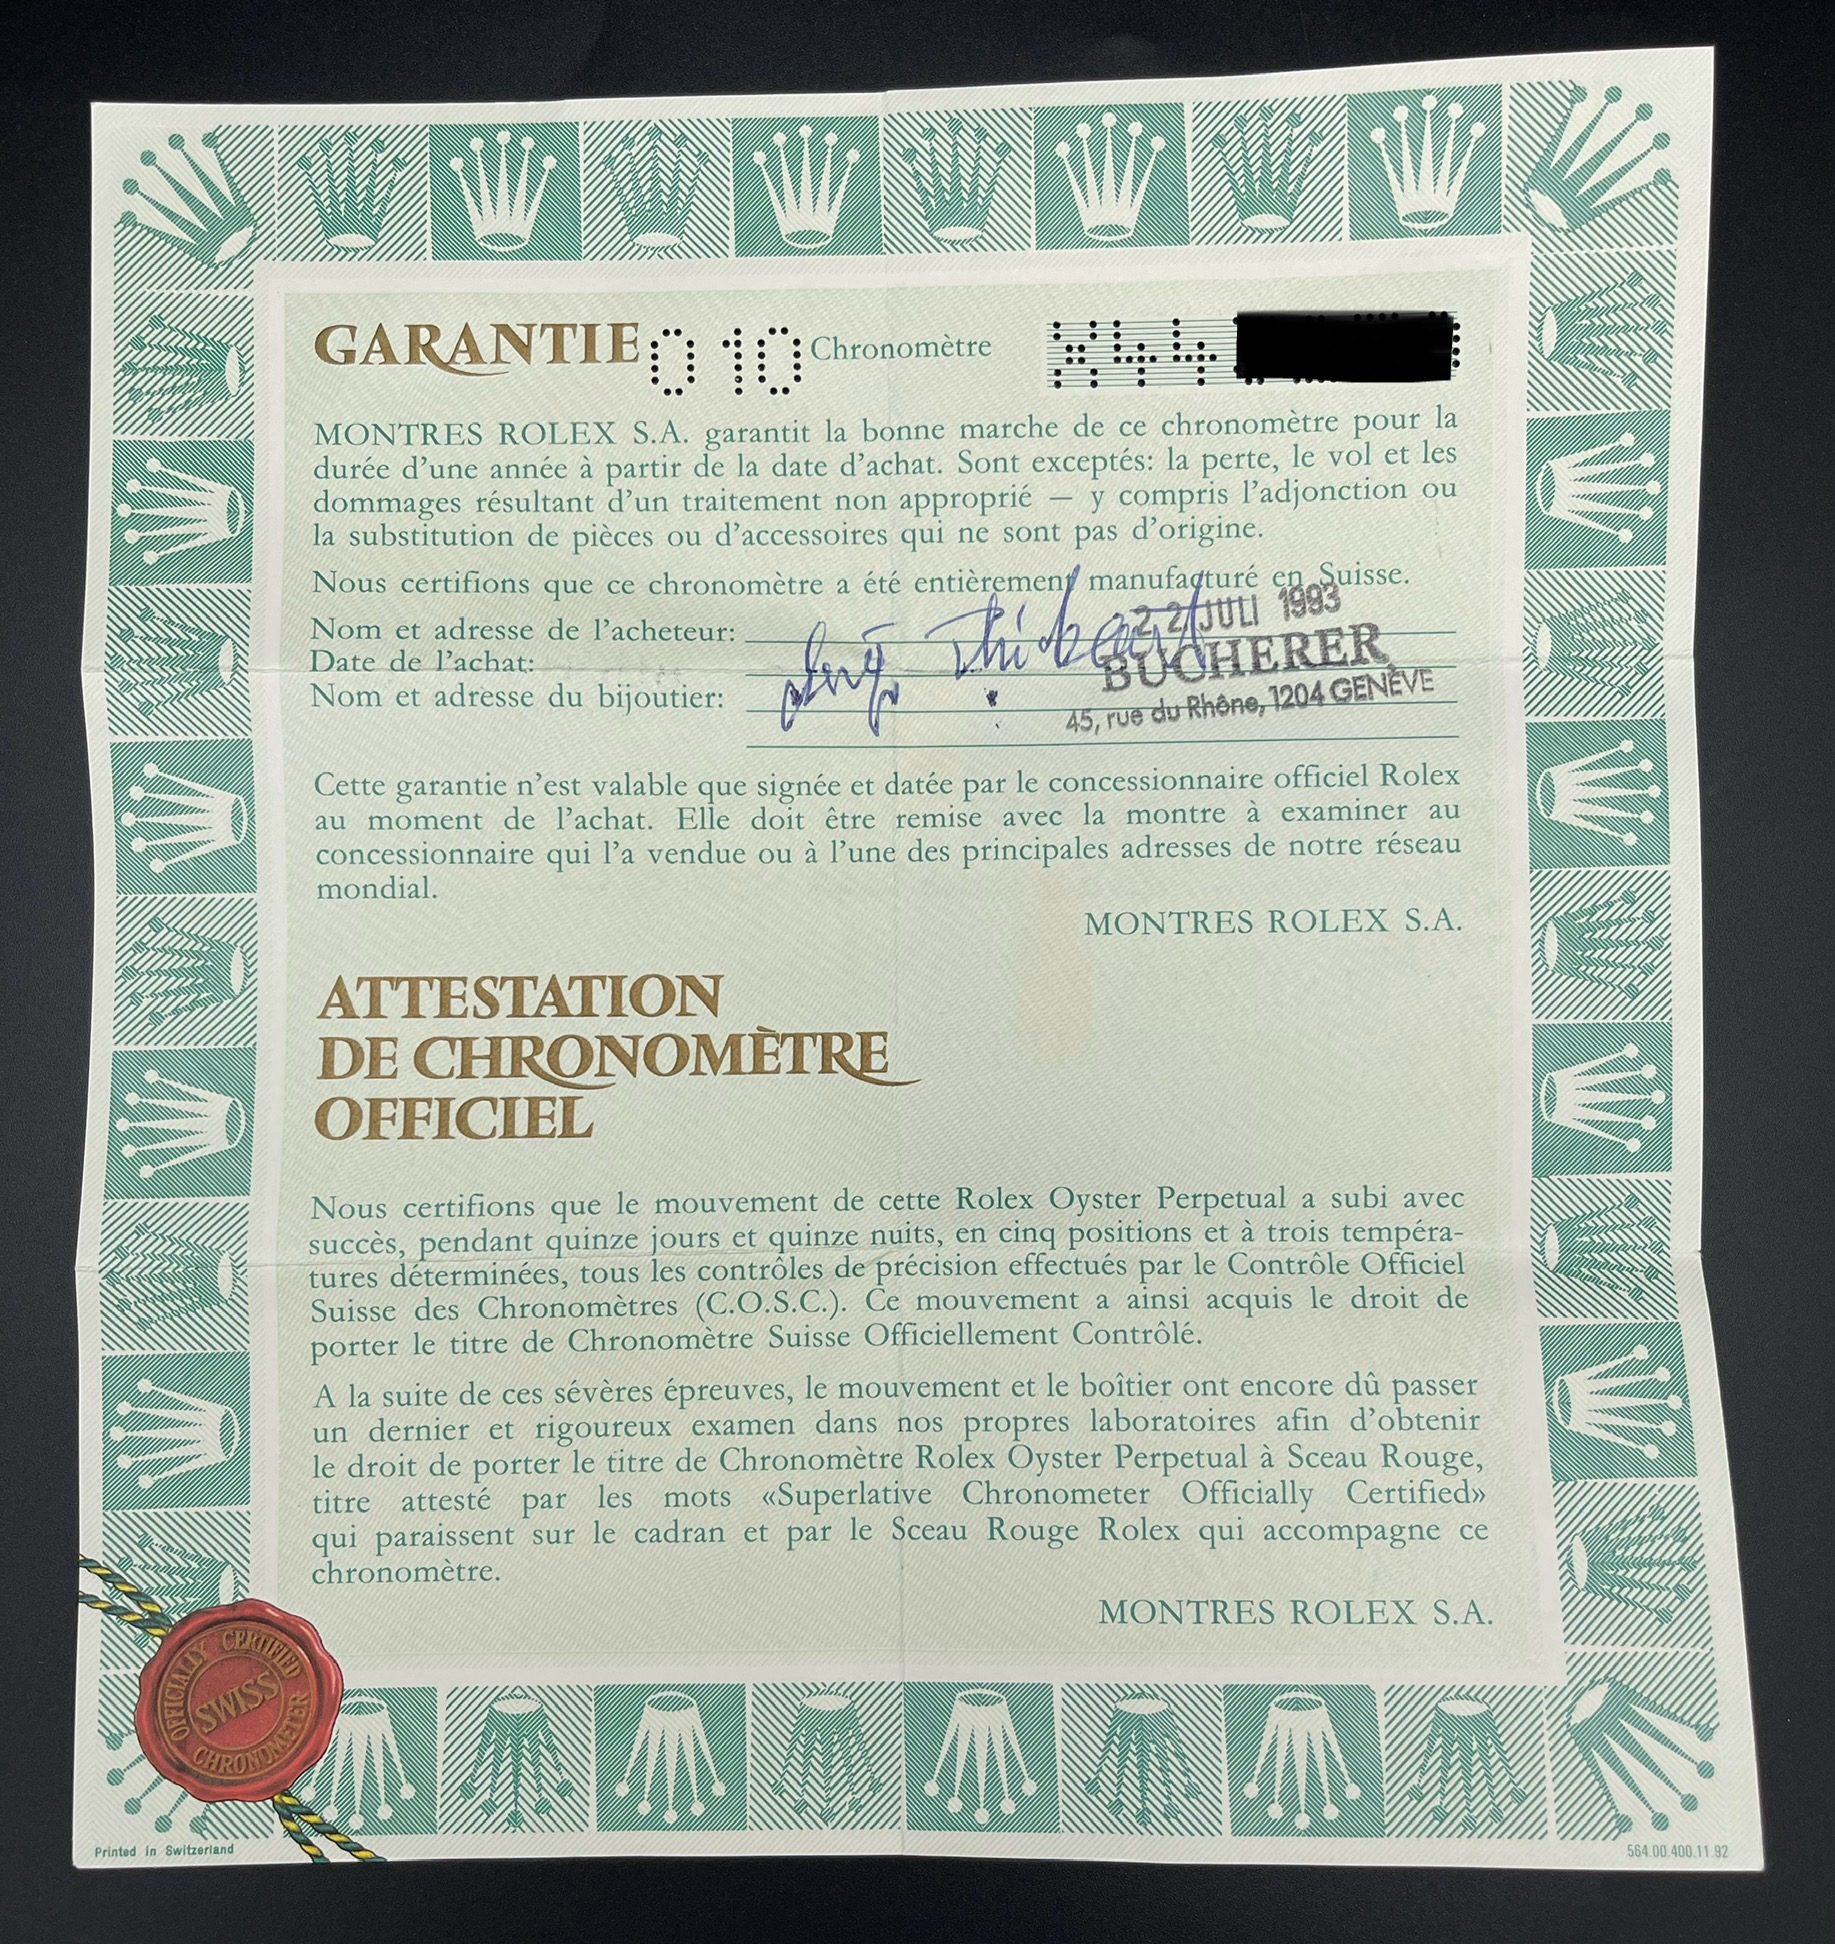 GARANTIE 010 Chronomètre X44
MONTRES ROLEX S.A. garantit la bonne marche de ce chronomètre pour la
durée d'une année à partir de la date d'achat. Sont exceptés: la perte, le vol et les
dommages résultant d'un traitement non approprié — y compris l'adjonction ou
la substitution de pièces ou d'accessoires qui ne sont pas d'origine.
Nous certifions que ce chronomètre a été entièrement manufacturé en Suisse.
22 JULI 1993
Nom et adresse de l'acheteur:
BUCHERER
Date de l'achat:
Nom et adresse du bijoutier:
45, rue du Rhône, 1204 GENÈVE
Cette garantie n'est valable que signée et datée par le concessionnaire officiel Rolex
au moment de l'achat. Elle doit être remise avec la montre à examiner au
concessionnaire qui l'a vendue ou à l'une des principales adresses de notre réseau
mondial.
MONTRES ROLEX S.A.
ATTESTATION
DE CHRONOMÈTRE
OFFICIEL
Nous certifions que le mouvement de cette Rolex Oyster Perpetual a subi avec
succès, pendant quinze jours et quinze nuits, en cinq positions et à trois tempéra-
tures déterminées, tous les contrôles de précision effectués par le Contrôle Officiel
Suisse des Chronomètres (C.O.S.C.). Ce mouvement a ainsi acquis le droit de
porter le titre de Chronomètre Suisse Officiellement Contrôlé.
A la suite de ces sévères épreuves, le mouvement et le boîtier ont encore dû passer
un dernier et rigoureux examen dans nos propres laboratoires afin d'obtenir
le droit de porter le titre de Chronomètre Rolex Oyster Perpetual à Sceau Rouge,
titre attesté par les mots «Superlative Chronometer Officially Certified»
qui paraissent sur le cadran et par le Sceau Rouge Rolex qui accompagne ce
chronomètre.
MONTRES ROLEX S.A.
OFFICIALLY CERTIFIED
SWISS
CHRONOMETER
Printed in Switzerland
564.00.400.11.92